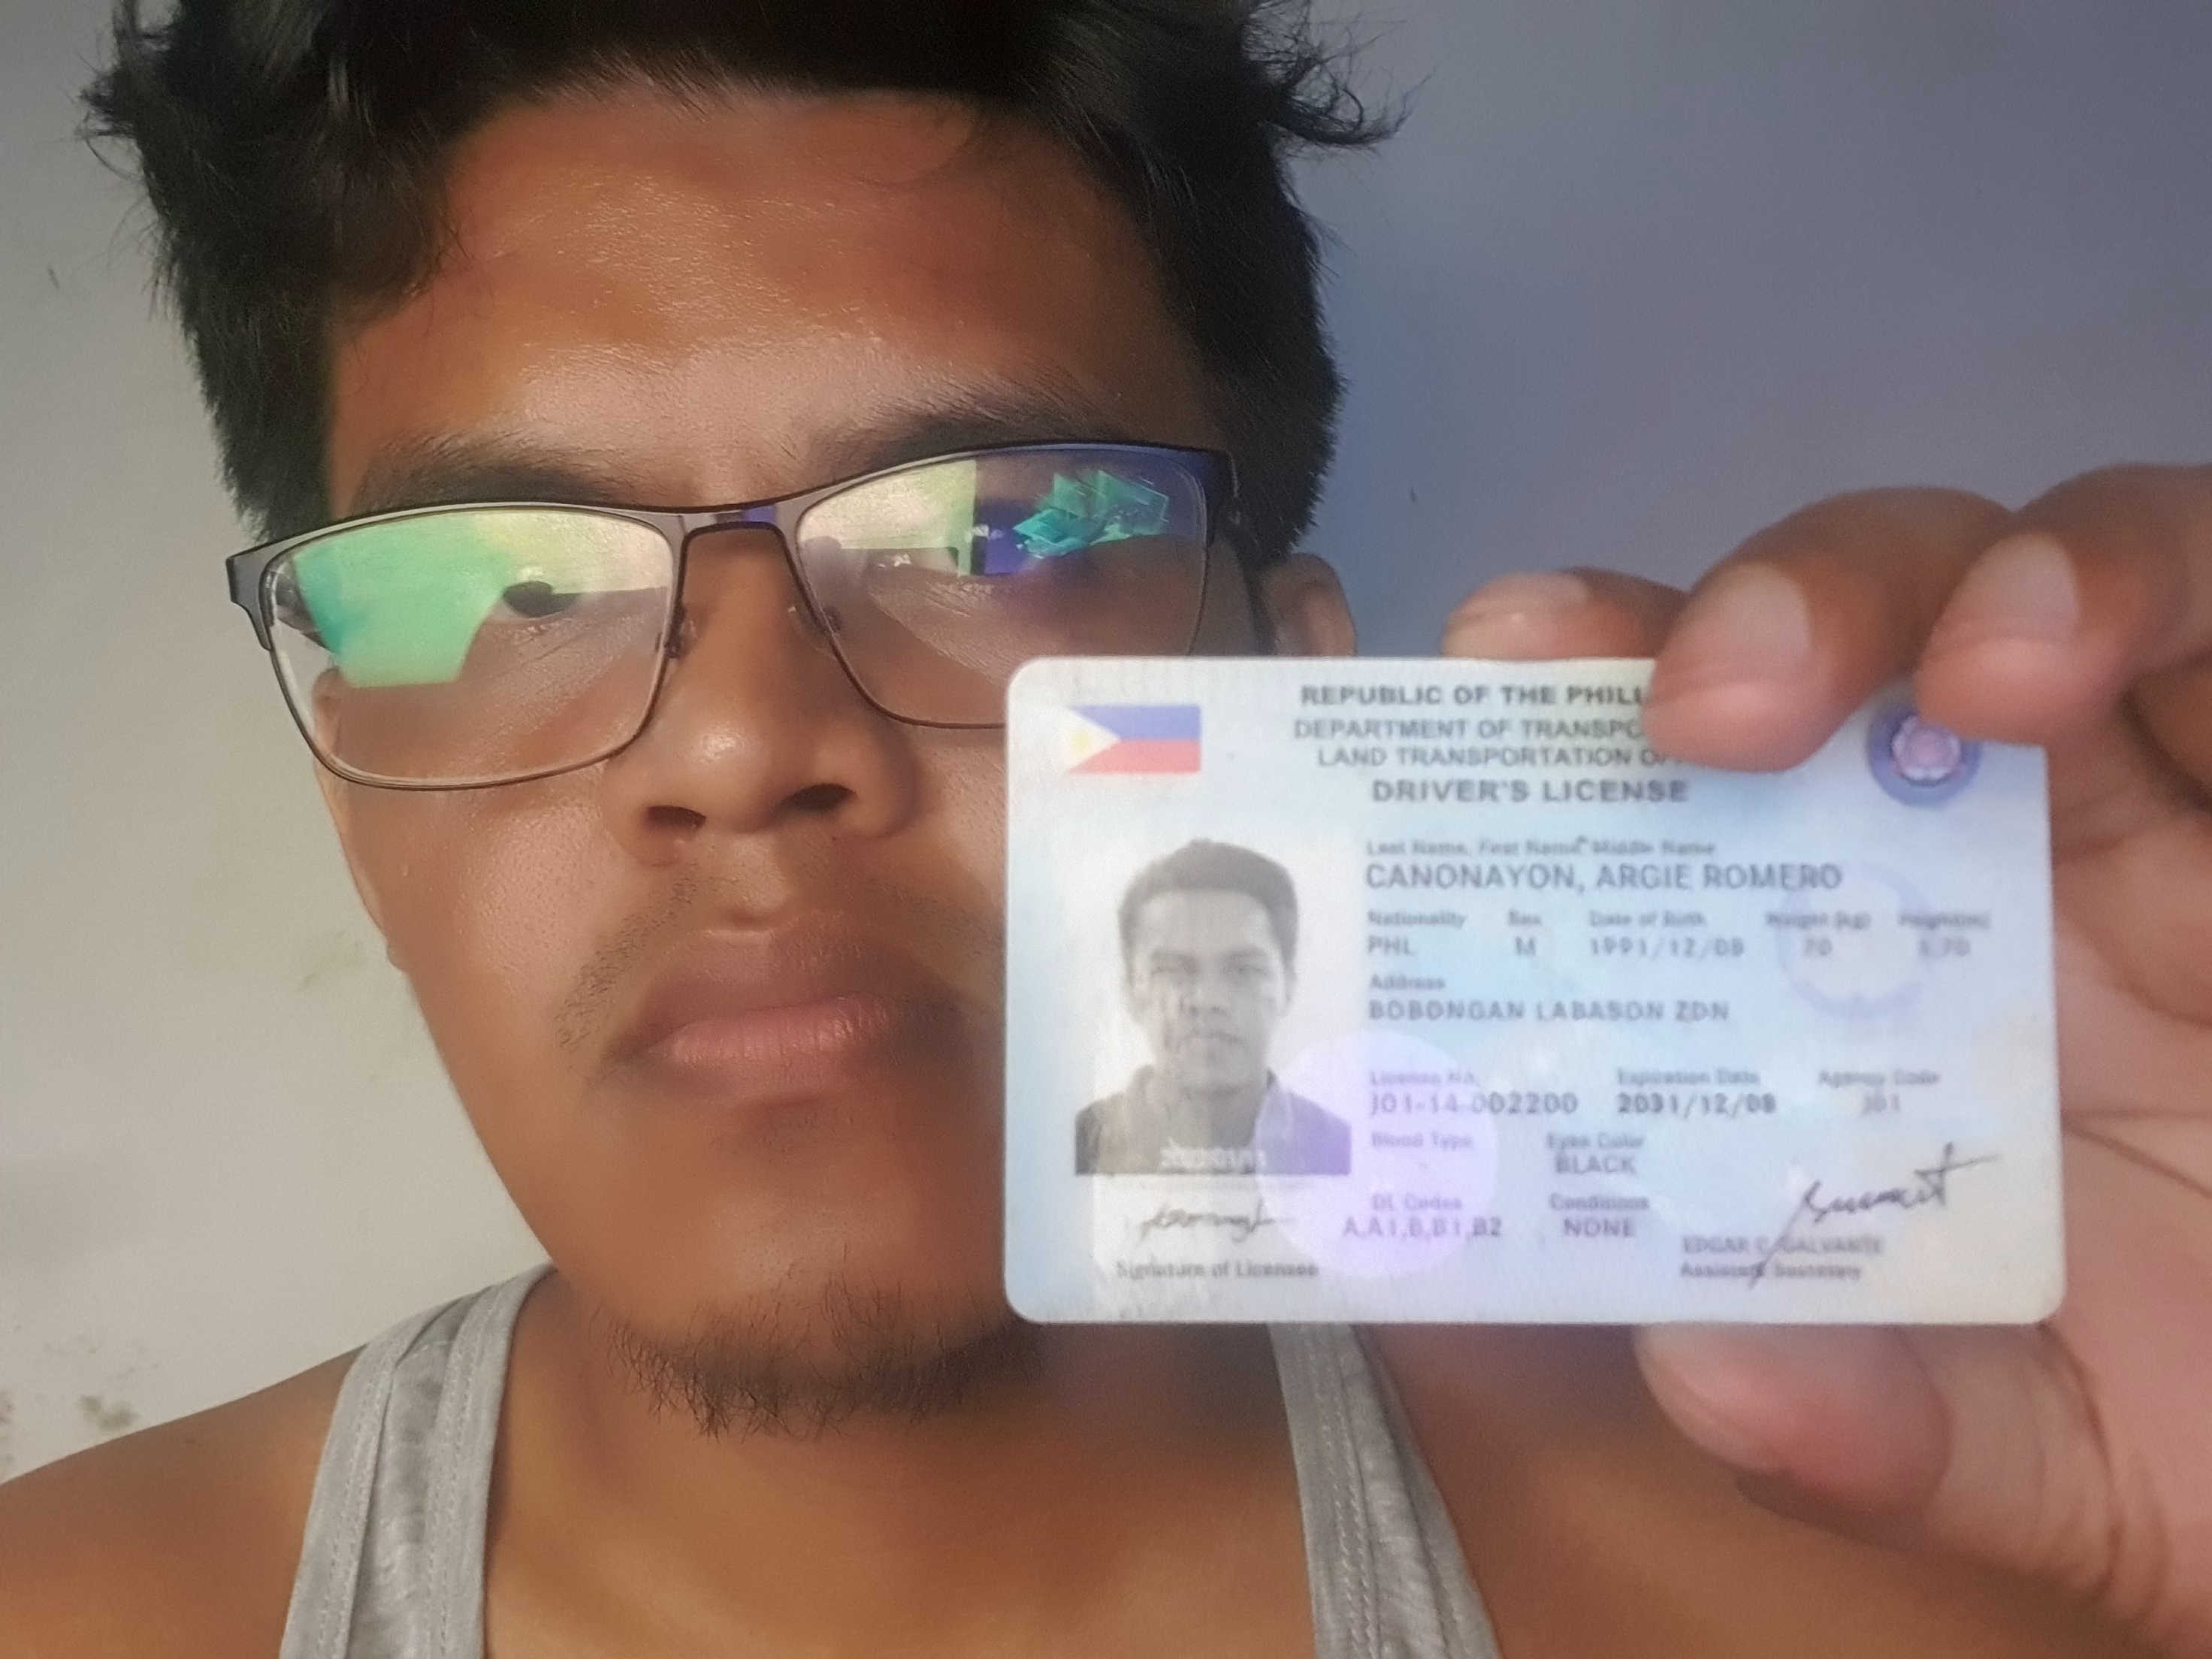 REPUBLIC OF THE PHILI
DEPARTMENT OF TRANSPO
LAND TRANSPORTATION OF
DRIVER'S LICENSE
Last Name, First Name, Middle Name
CANONAYON, ARGIE ROMERO
Nationality Sex Date of Birth Weight (kg) Height(m)
PHL M 1991/12/08 70 1.70
Address
BOBONGAN LABASON ZDN
License No. Expiration Date Agency Code
J01-14-002200 2031/12/08 J01
Blood Type Eyes Color
BLACK
DL Codes Conditions
A,A1,B,B1,B2 NONE
EDGAR C. GALVANTE
Signature of Licensee Assistant Secretary